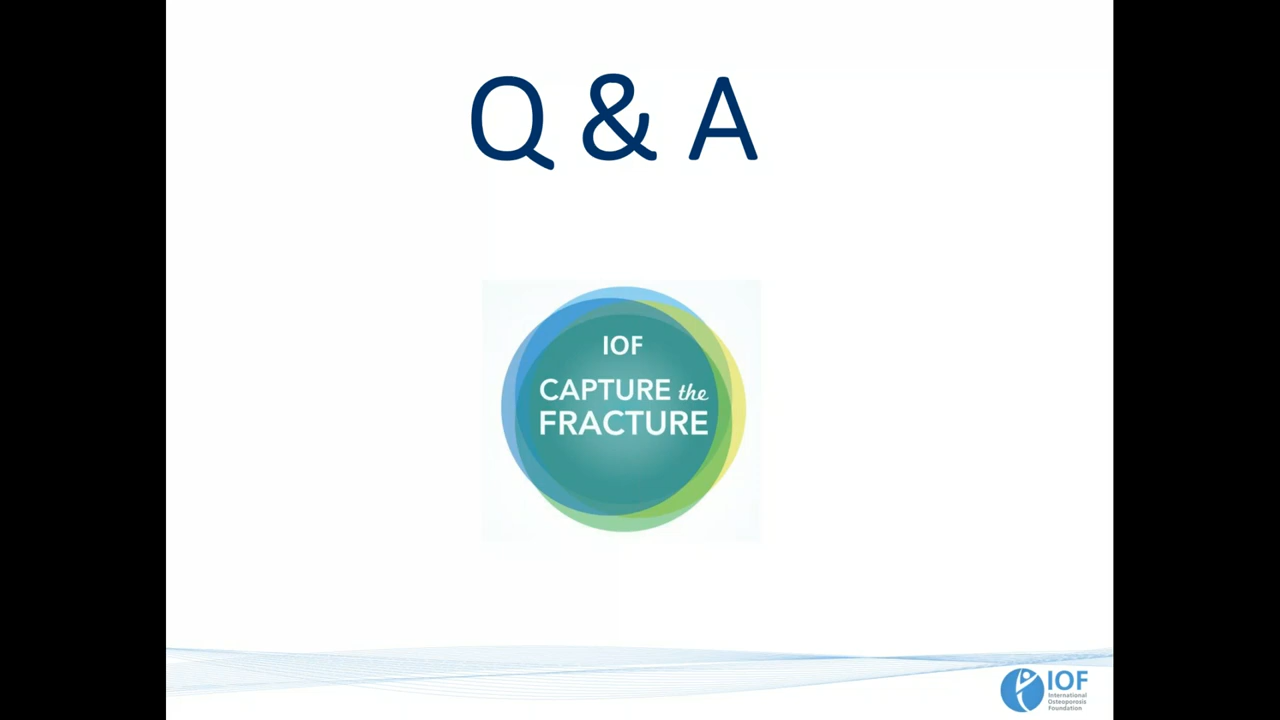 Q & A
IOF
CAPTURE the
FRACTURE
IOF
International
Osteoporosis
Foundation